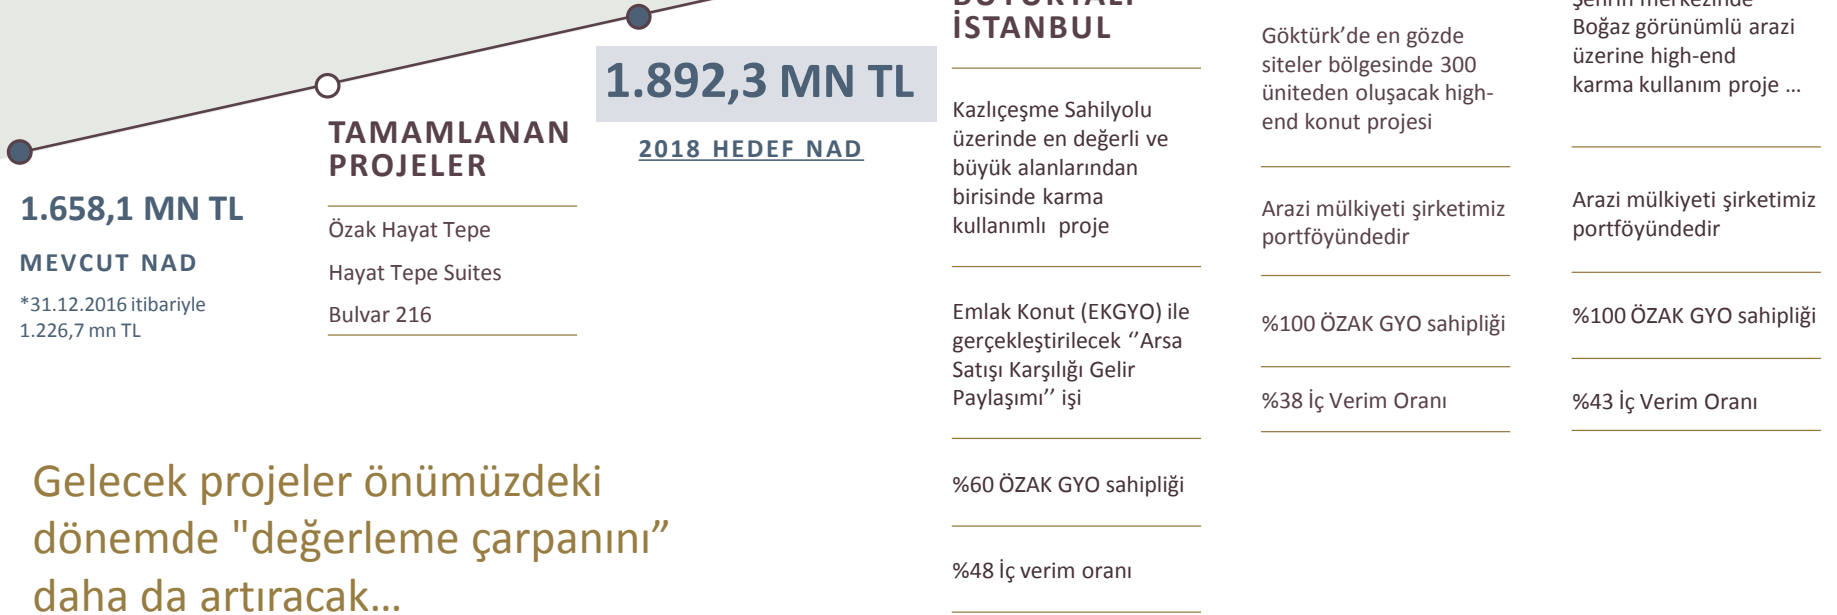 1.658,1 MN TL
MEVCUT NAD
*31.12.2016 itibariyle
1.226,7 mn TL
TAMAMLANAN
PROJELER
Özak Hayat Tepe
Hayat Tepe Suites
Bulvar 216
1.892,3 MN TL
2018 HEDEF NAD
BÜYÜKYALI
İSTANBUL
Kazlıçeşme Sahilyolu
üzerinde en değerli ve
büyük alanlarından
birisinde karma
kullanımlı proje
Emlak Konut (EKGYO) ile
gerçekleştirilecek ‘’Arsa
Satışı Karşılığı Gelir
Paylaşımı’’ işi
%60 ÖZAK GYO sahipliği
%48 İç verim oranı
Göktürk’de en gözde
siteler bölgesinde 300
üniteden oluşacak high-
end konut projesi
Arazi mülkiyeti şirketimiz
portföyündedir
%100 ÖZAK GYO sahipliği
%38 İç Verim Oranı
Şehrin merkezinde
Boğaz görünümlü arazi
üzerine high-end
karma kullanım proje …
Arazi mülkiyeti şirketimiz
portföyündedir
%100 ÖZAK GYO sahipliği
%43 İç Verim Oranı
Gelecek projeler önümüzdeki
dönemde "değerleme çarpanını”
daha da artıracak…